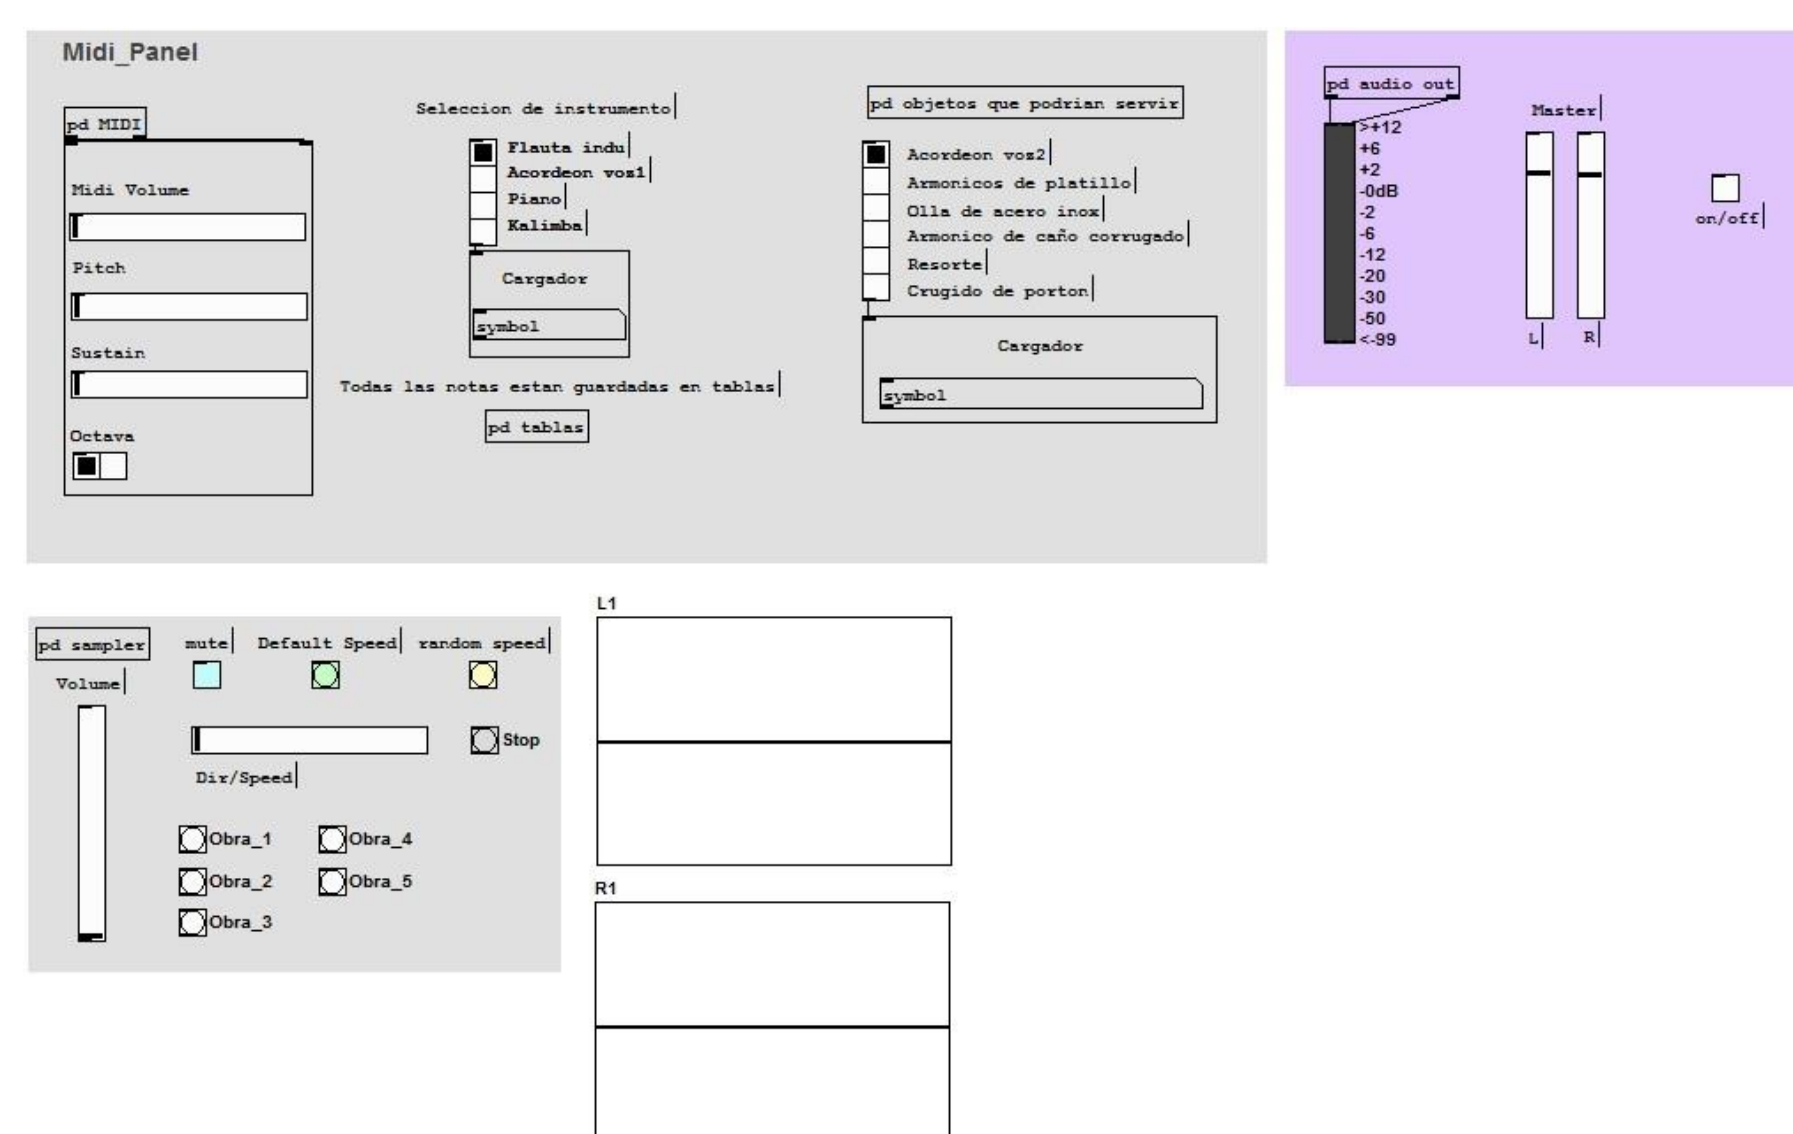 Midi_Panel
pd MIDI
Midi Volume
Pitch
Sustain
Octava
Seleccion de instrumento
Flauta indu
Acordeon vos1
Piano
Kalimba
Cargador
symbol
Todas las notas estan guardadas en tablas
pd tablas
pd objetos que podrian servir
Acordeon vos2
Armonicos de platillo
Olla de acero inox
Armonico de caño corrugado
Resorte
Crugido de porton
Cargador
symbol
pd audio out
>+12
+6
+2
-0dB
-2
-6
-12
-20
-30
-50
<-99
Master
L
R
on/off
pd sampler
Volume
mute
Default Speed
random speed
Stop
Dir/Speed
Obra_1
Obra_4
Obra_2
Obra_5
Obra_3
L1
R1